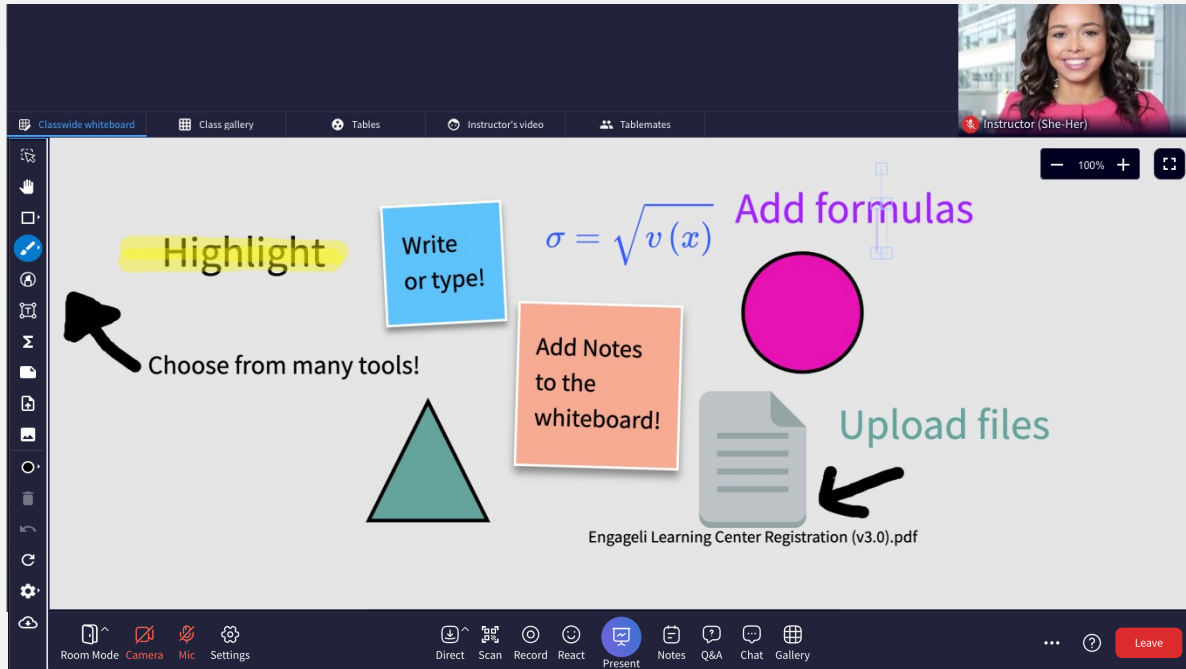 Classwide whiteboard
Class gallery
Tables
Instructor's video
Tablemates
Instructor (She-Her)
100%
Highlight
Write
or type!
σ = √v (x)
Add formulas
Choose from many tools!
Add Notes
to the
whiteboard!
Upload files
Engageli Learning Center Registration (v3.0).pdf
Room Mode
Camera
Mic
Settings
Direct
Scan
Record
React
Present
Notes
Q&A
Chat
Gallery
Leave